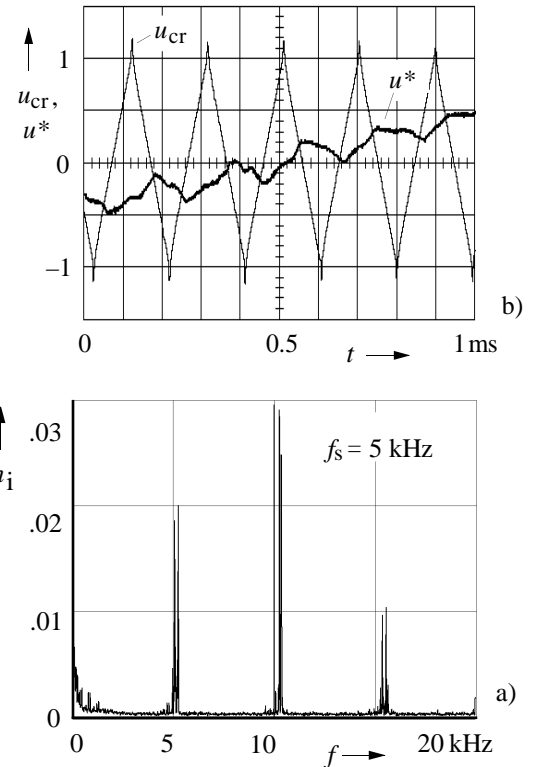 u_cr
1
u_cr,
u*
u*
0
–1
b)
0
0.5
1 ms
t
.03
f_s = 5 kHz
.02
.01
0
a)
0
5
10
20 kHz
f